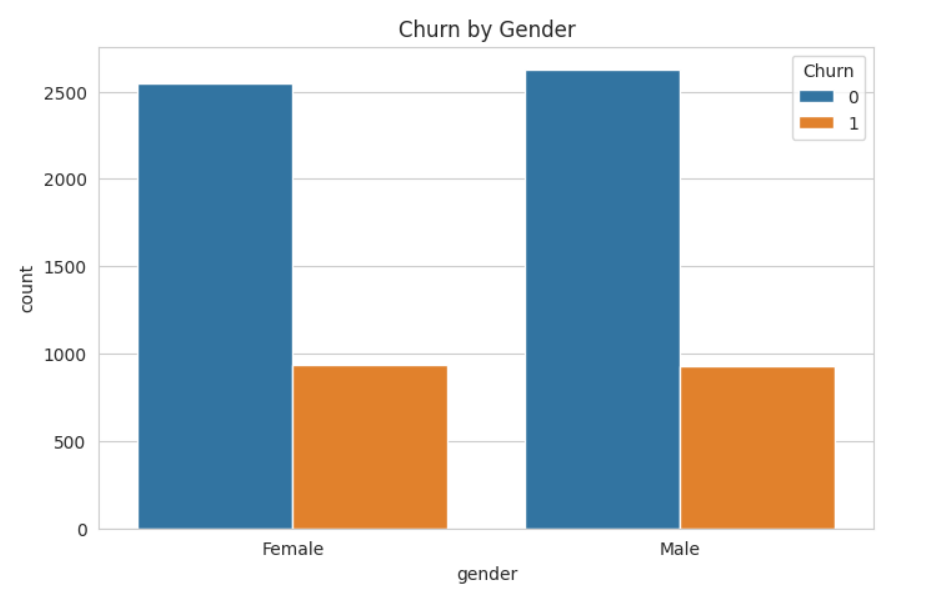 Churn by Gender
Churn
0
1
2500
2000
1500
1000
500
0
count
Female Male
gender